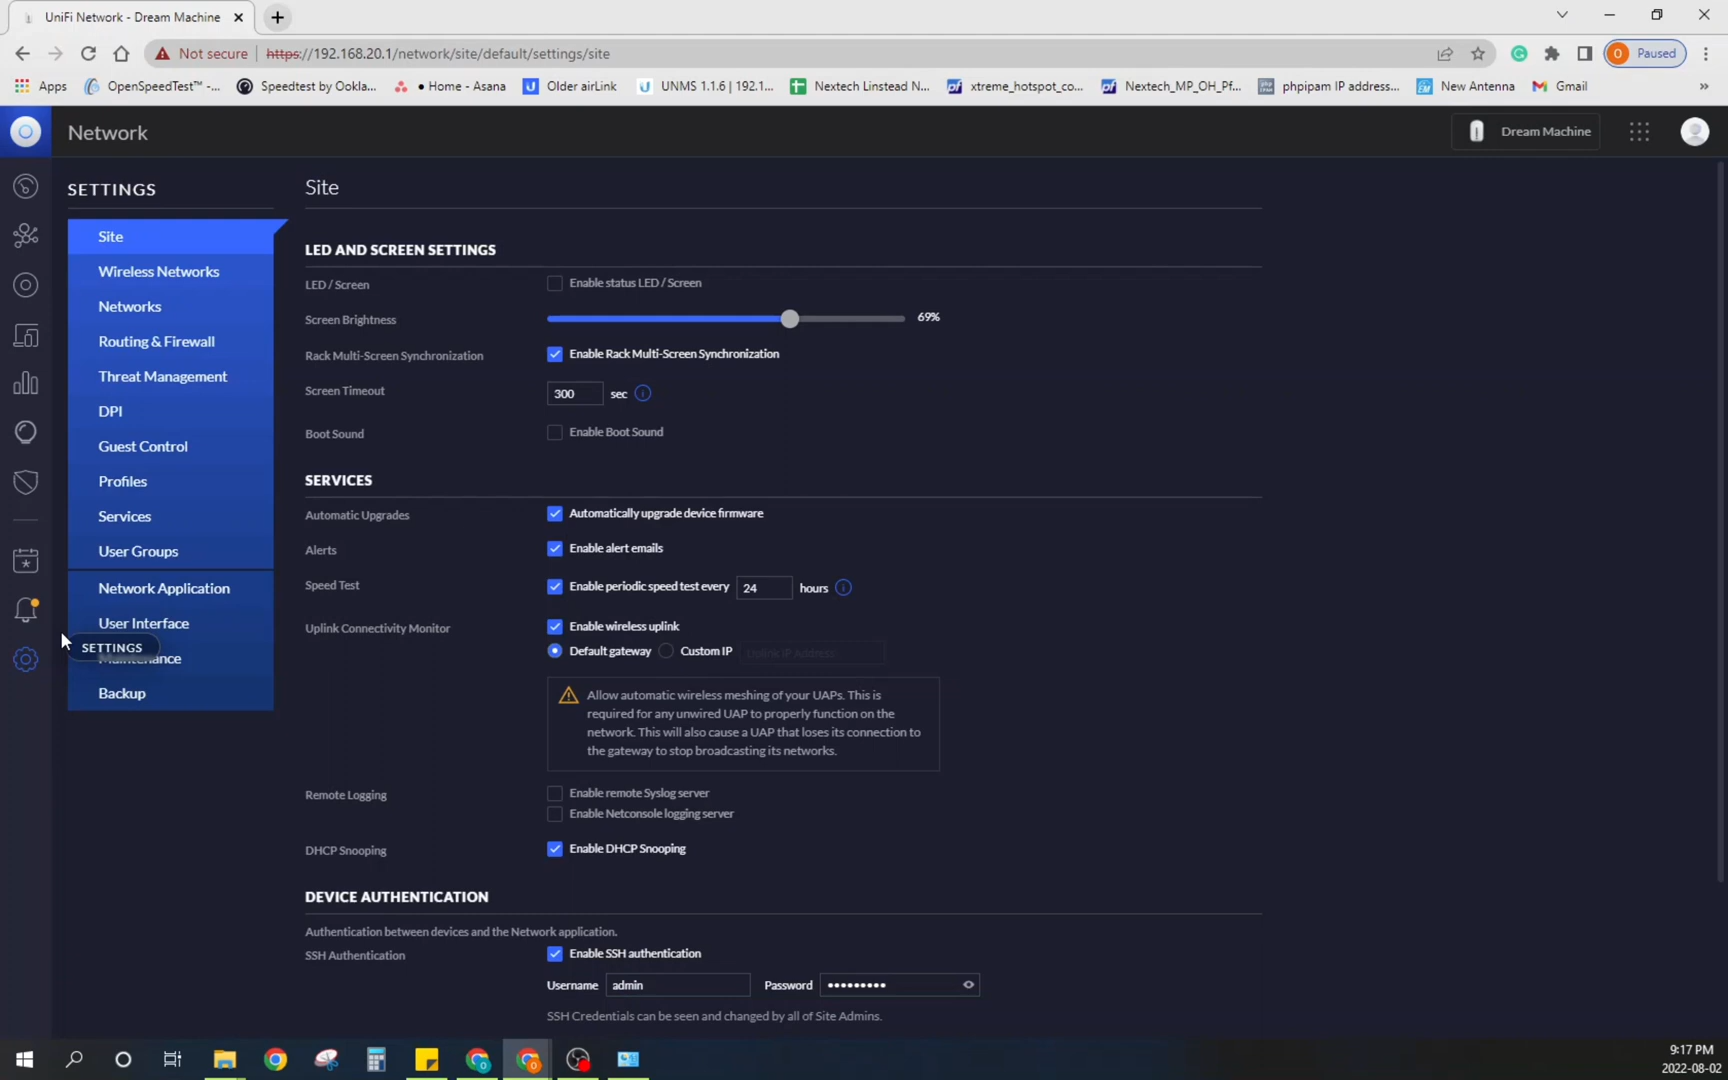 UniFi Network - Dream Machine
Not secure https://192.168.20.1/network/site/default/settings/site
O Paused
Apps OpenSpeedTest™ -... Speedtest by Ookla... • Home - Asana Older airLink UNMS 1.1.6 | 192.1... Nextech Linstead N... xtreme_hotspot_co... Nextech_MP_OH_Pf... phpipam IP address... New Antenna Gmail »
Network
Dream Machine
SETTINGS
Site
Wireless Networks
Networks
Routing & Firewall
Threat Management
DPI
Guest Control
Profiles
Services
User Groups
Network Application
User Interface
SETTINGS
Maintenance
Backup
Site
LED AND SCREEN SETTINGS
LED / Screen Enable status LED / Screen
Screen Brightness 69%
Rack Multi-Screen Synchronization Enable Rack Multi-Screen Synchronization
Screen Timeout 300 sec
Boot Sound Enable Boot Sound
SERVICES
Automatic Upgrades Automatically upgrade device firmware
Alerts Enable alert emails
Speed Test Enable periodic speed test every 24 hours
Uplink Connectivity Monitor Enable wireless uplink
Default gateway Custom IP Uplink IP Address
Allow automatic wireless meshing of your UAPs. This is
required for any unwired UAP to properly function on the
network. This will also cause a UAP that loses its connection to
the gateway to stop broadcasting its networks.
Remote Logging Enable remote Syslog server
Enable Netconsole logging server
DHCP Snooping Enable DHCP Snooping
DEVICE AUTHENTICATION
Authentication between devices and the Network application.
SSH Authentication Enable SSH authentication
Username admin Password •••••••••
SSH Credentials can be seen and changed by all of Site Admins.
9:17 PM
2022-08-02